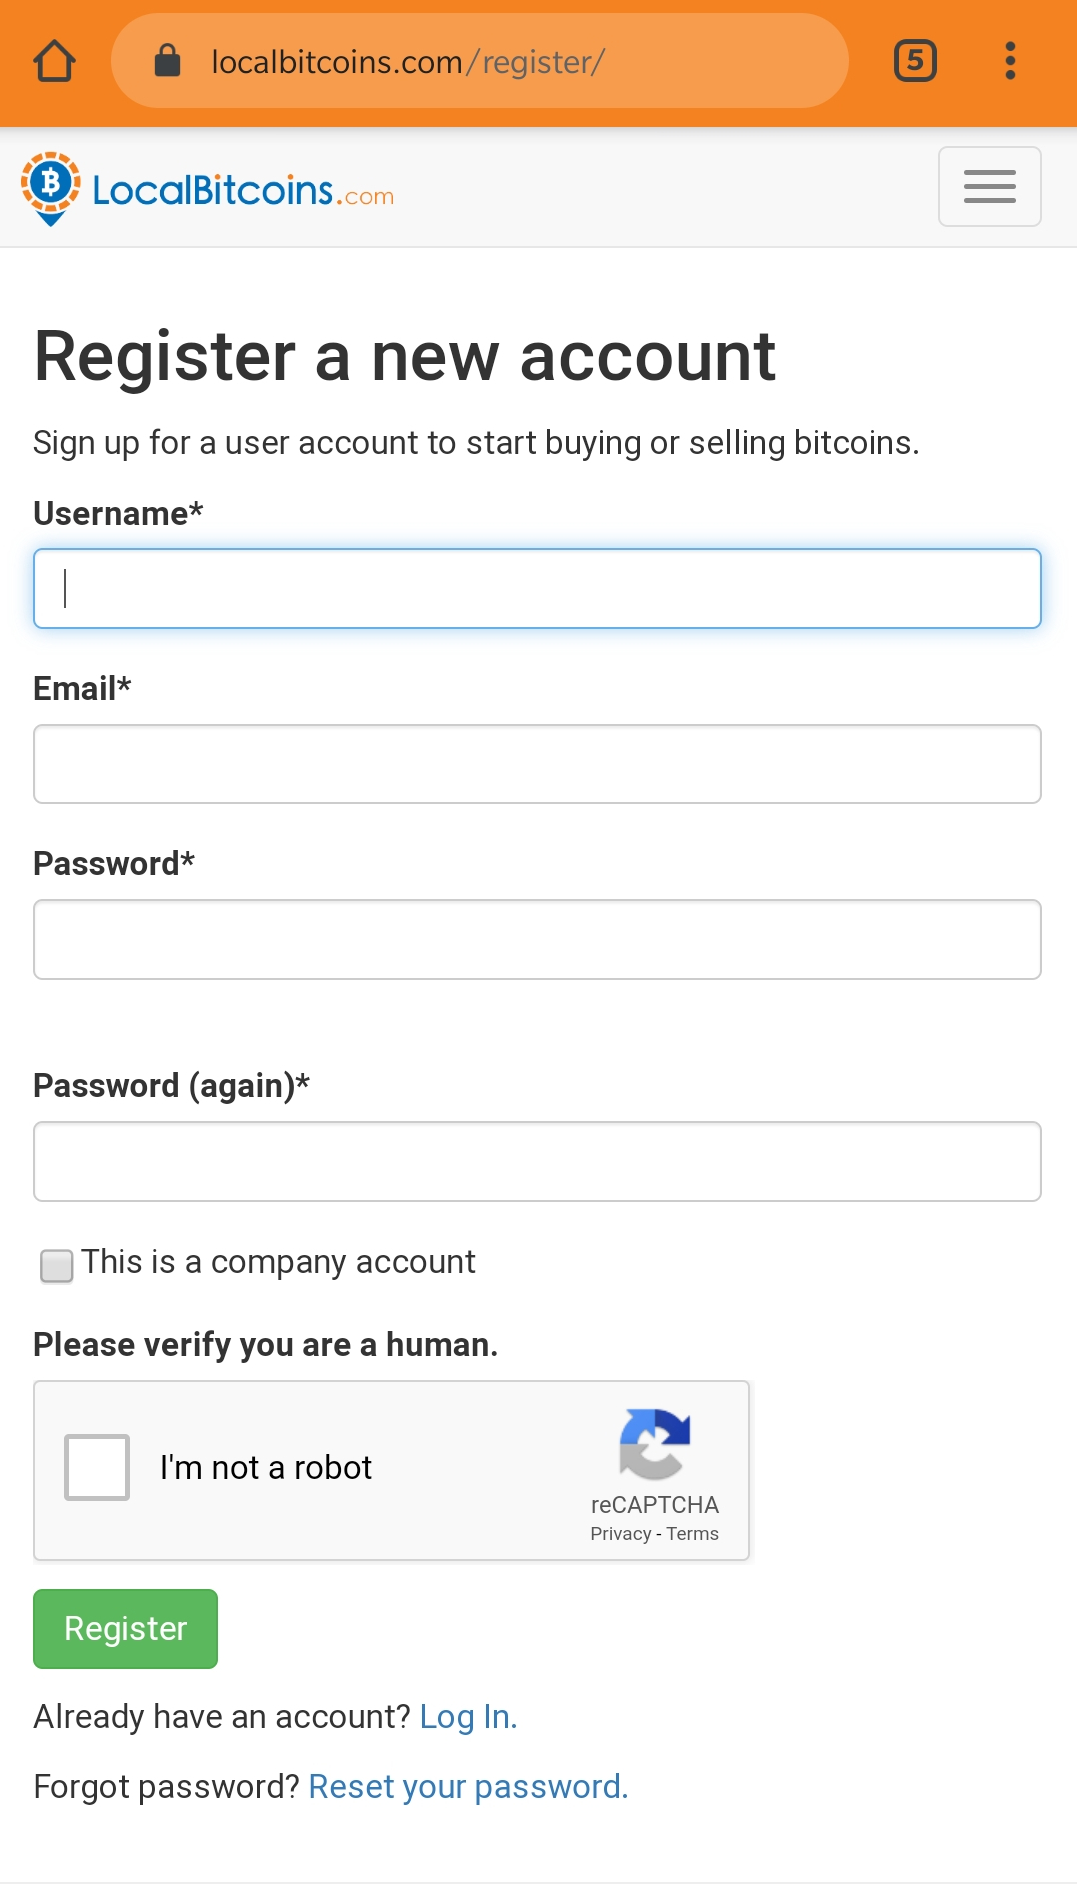 localbitcoins.com/register/
5
LocalBitcoins.com
Register a new account
Sign up for a user account to start buying or selling bitcoins.
Username*
Email*
Password*
Password (again)*
This is a company account
Please verify you are a human.
I'm not a robot
reCAPTCHA
Privacy - Terms
Register
Already have an account? Log In.
Forgot password? Reset your password.